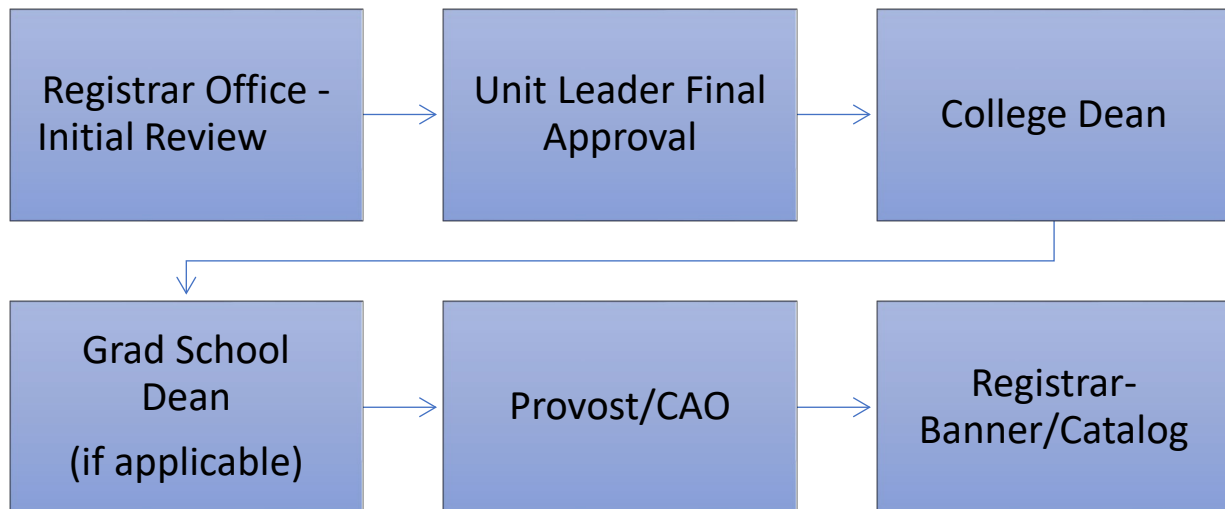 Registrar Office -
Initial Review
Unit Leader Final
Approval
College Dean
Grad School
Dean
(if applicable)
Provost/CAO
Registrar-
Banner/Catalog